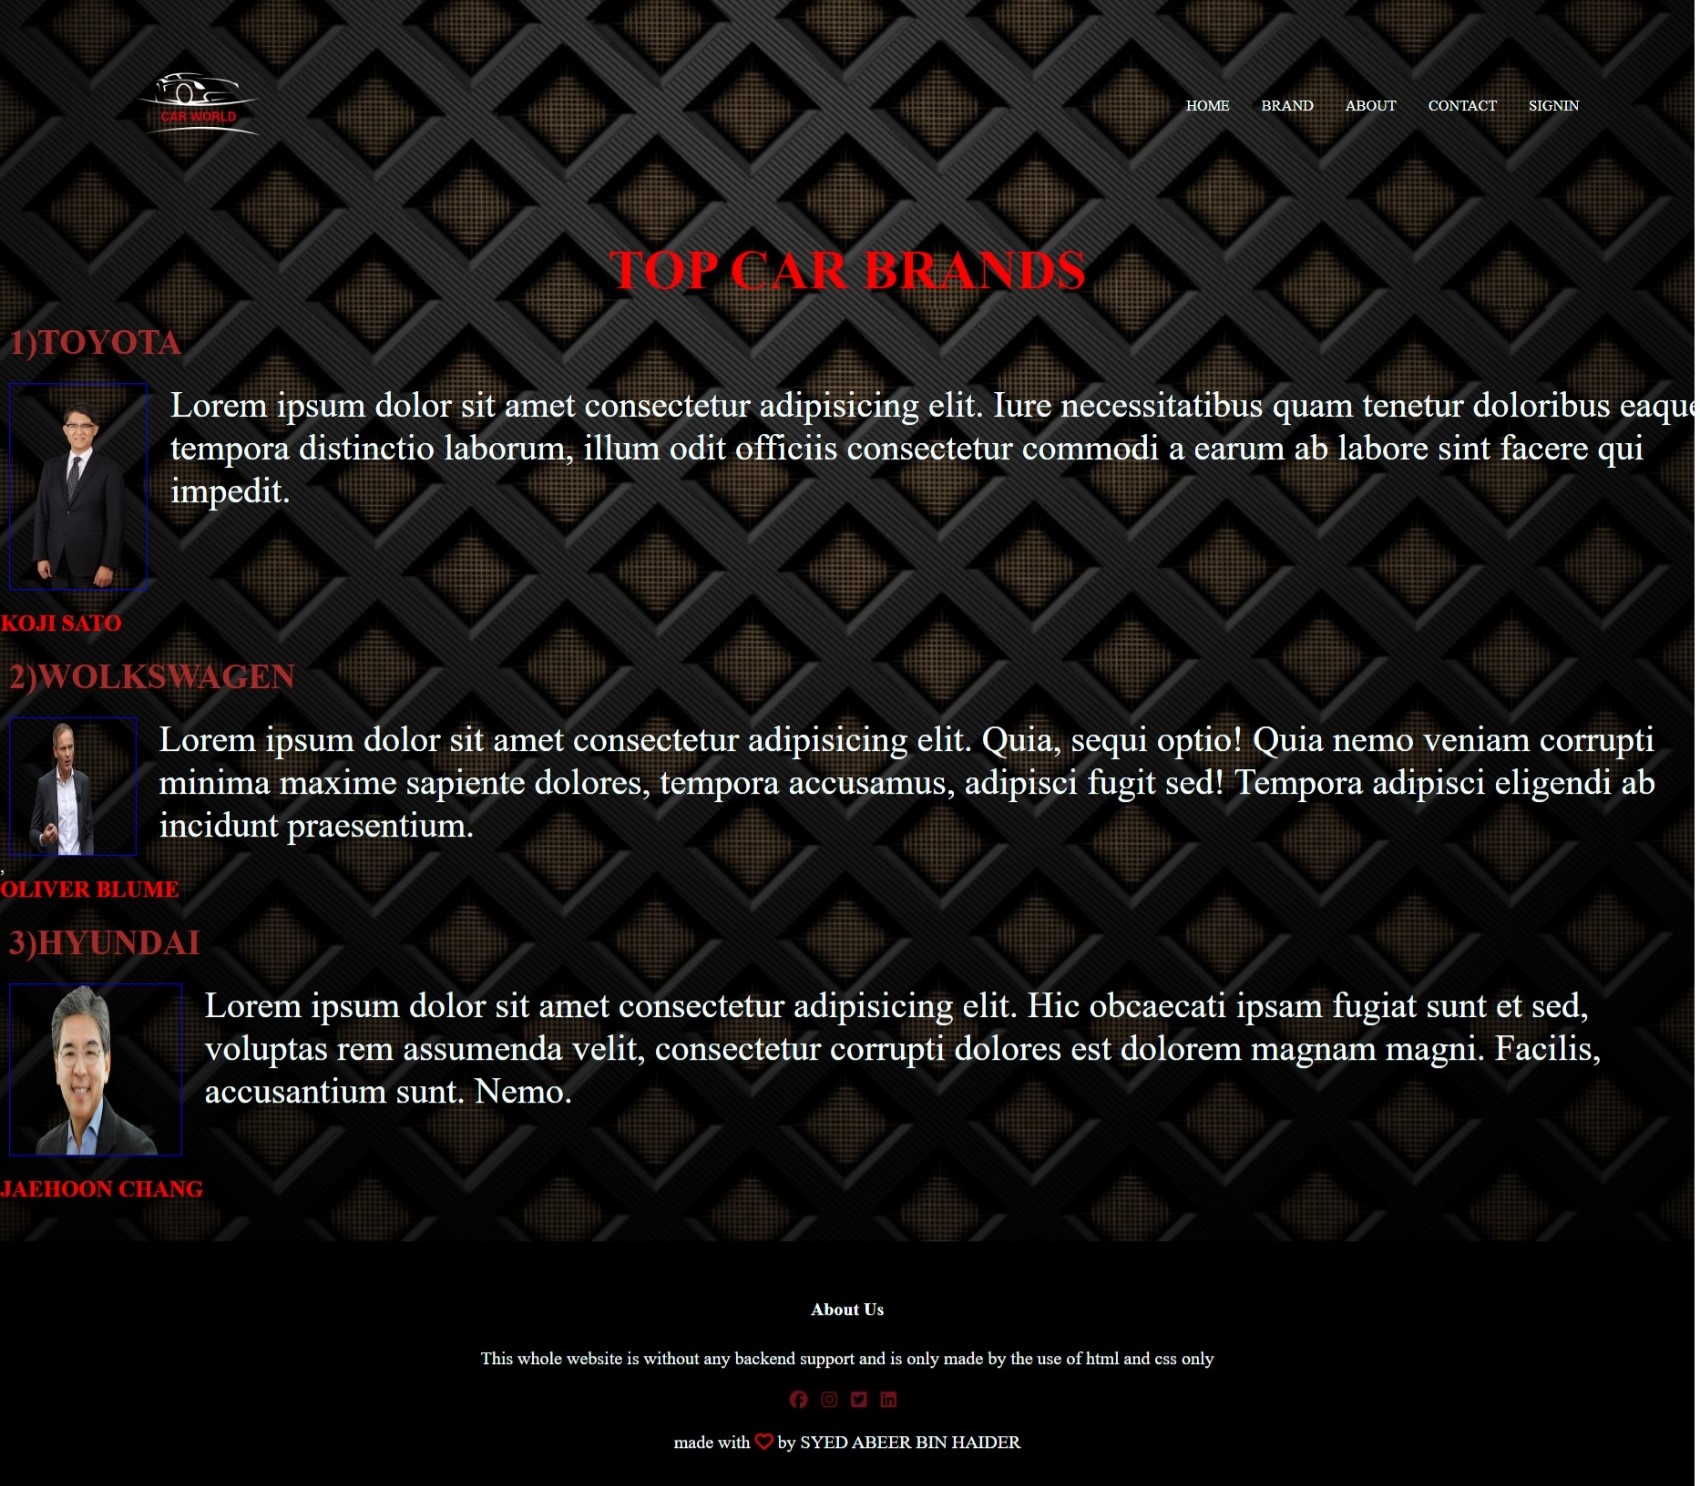 CAR WORLD
HOME BRAND ABOUT CONTACT SIGNIN
TOP CAR BRANDS
1)TOYOTA
Lorem ipsum dolor sit amet consectetur adipisicing elit. Iure necessitatibus quam tenetur doloribus eaque
tempora distinctio laborum, illum odit officiis consectetur commodi a earum ab labore sint facere qui
impedit.
KOJI SATO
2)WOLKSWAGEN
Lorem ipsum dolor sit amet consectetur adipisicing elit. Quia, sequi optio! Quia nemo veniam corrupti
minima maxime sapiente dolores, tempora accusamus, adipisci fugit sed! Tempora adipisci eligendi ab
incidunt praesentium.
,
OLIVER BLUME
3)HYUNDAI
Lorem ipsum dolor sit amet consectetur adipisicing elit. Hic obcaecati ipsam fugiat sunt et sed,
voluptas rem assumenda velit, consectetur corrupti dolores est dolorem magnam magni. Facilis,
accusantium sunt. Nemo.
JAEHOON CHANG
About Us
This whole website is without any backend support and is only made by the use of html and css only
made with by SYED ABEER BIN HAIDER